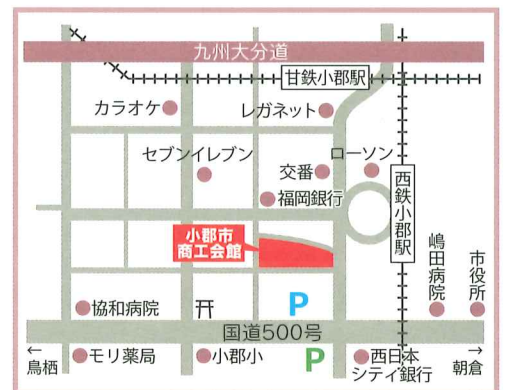 九州大分道
甘鉄小郡駅
カラオケ
レガネット
セブンイレブン
交番
ローソン
福岡銀行
西鉄小郡駅
小郡市
商工会館
嶋田病院
市役所
協和病院
P
国道500号
←
鳥栖
モリ薬局
小郡小
P
西日本
シティ銀行
→
朝倉